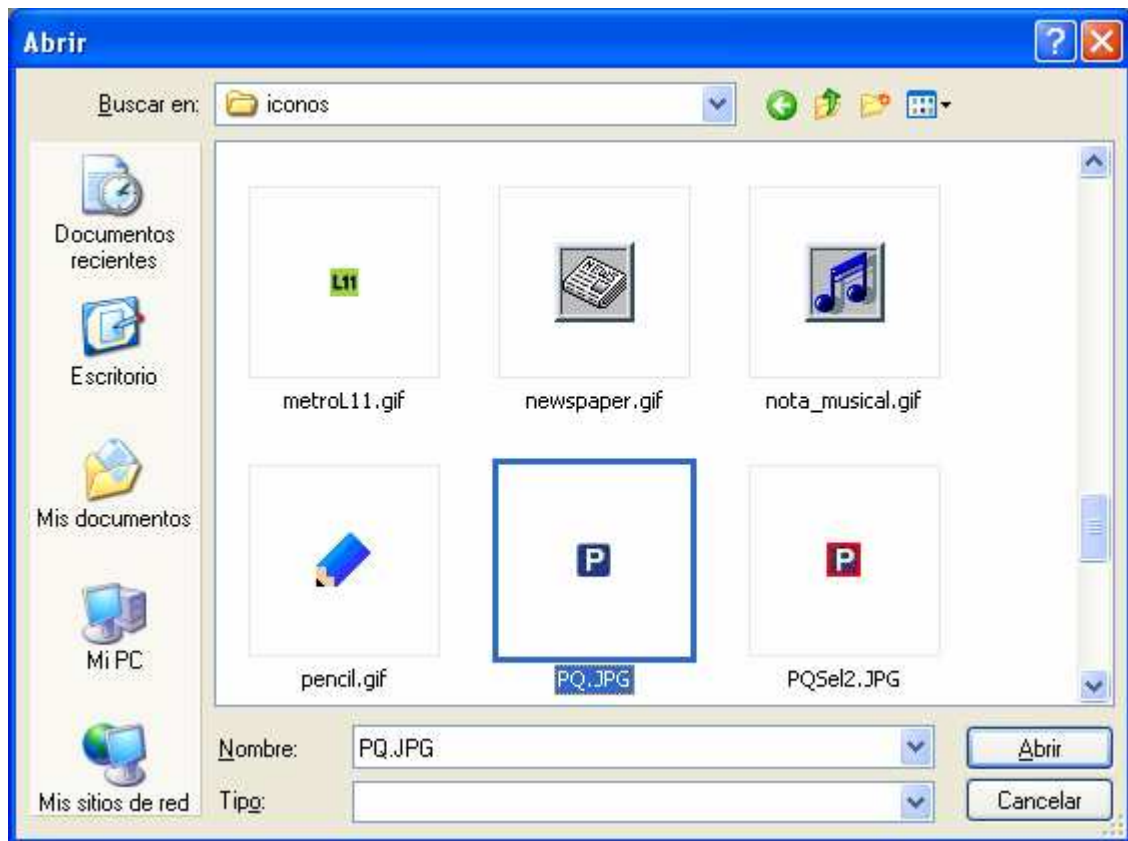 Abrir
Buscar en:
iconos
Documentos
recientes
Escritorio
Mis documentos
Mi PC
Mis sitios de red
L11
NEWS
metroL11.gif
newspaper.gif
nota_musical.gif
P
P
pencil.gif
PQ.JPG
PQSel2.JPG
Nombre:
PQ.JPG
Abrir
Tipo:
Cancelar